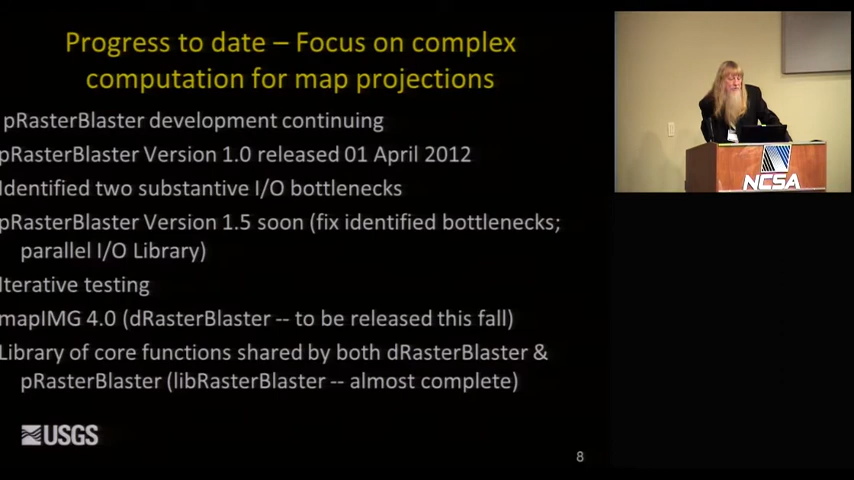 Progress to date – Focus on complex
computation for map projections
pRasterBlaster development continuing
pRasterBlaster Version 1.0 released 01 April 2012
Identified two substantive I/O bottlenecks
pRasterBlaster Version 1.5 soon (fix identified bottlenecks;
parallel I/O Library)
Iterative testing
mapIMG 4.0 (dRasterBlaster -- to be released this fall)
Library of core functions shared by both dRasterBlaster &
pRasterBlaster (libRasterBlaster -- almost complete)
USGS
8
NCSA